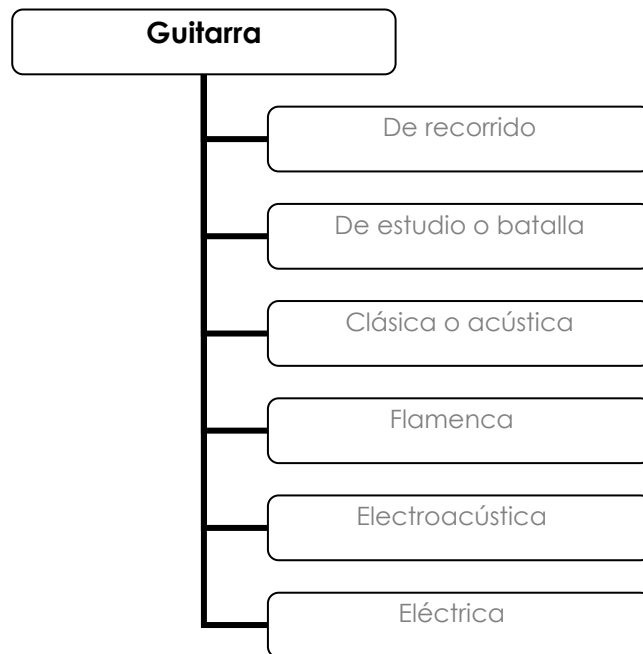 Guitarra
De recorrido
De estudio o batalla
Clásica o acústica
Flamenca
Electroacústica
Eléctrica